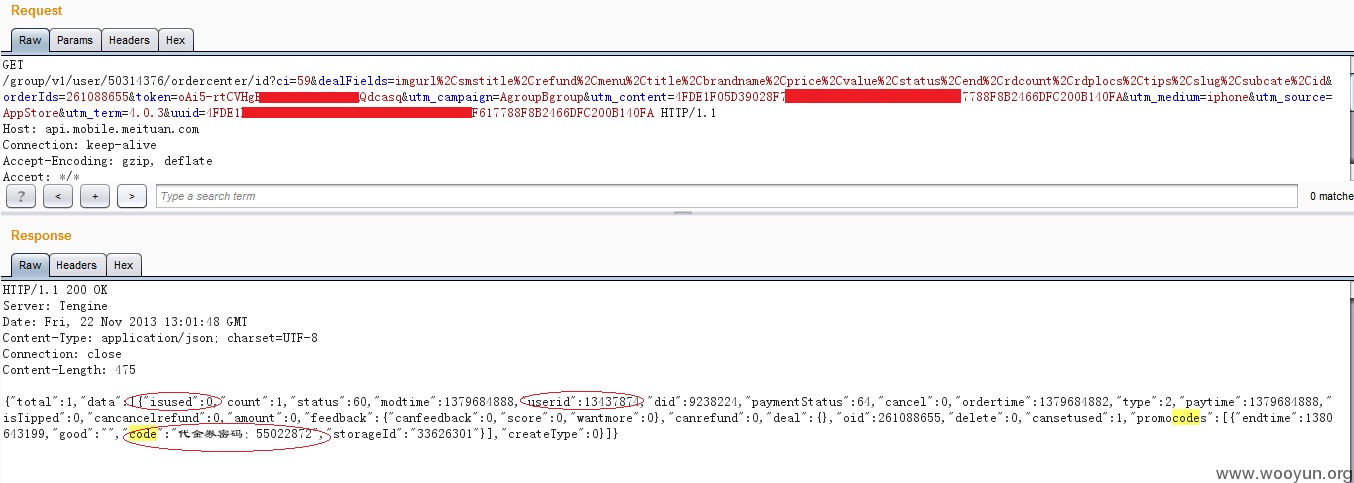 Request
Raw Params Headers Hex
GET
/group/v1/user/50314376/ordercenter/id?ci=59&dealFields=imgurl%2Csmstitle%2Crefund%2Cmenu%2Ctitle%2Cbrandname%2Cprice%2Cvalue%2Cstatus%2Cend%2Crdcount%2Crdplocs%2Ctips%2Cslug%2Csubcate%2Cid&
orderIds=261088655&token=oAi5-rtCVHgE Qdcasq&utm_campaign=AgroupBgroup&utm_content=4FDE1F05D39028F7 7788F8B2466DFC200B140FA&utm_medium=iphone&utm_source=
AppStore&utm_term=4.0.3&uuid=4FDE1 F617788F8B2466DFC200B140FA HTTP/1.1
Host: api.mobile.meituan.com
Connection: keep-alive
Accept-Encoding: gzip, deflate
Accept: */*
? < + > Type a search term 0 matche
Response
Raw Headers Hex
HTTP/1.1 200 OK
Server: Tengine
Date: Fri, 22 Nov 2013 13:01:48 GMT
Content-Type: application/json; charset=UTF-8
Connection: close
Content-Length: 475
{"total":1,"data":[{"isused":0,"count":1,"status":60,"modtime":1379684888,"userid":13437874,"did":9238224,"paymentStatus":64,"cancel":0,"ordertime":1379684882,"type":2,"paytime":1379684888,"
isTipped":0,"cancancelrefund":0,"amount":0,"feedback":{"canfeedback":0,"score":0,"wantmore":0},"canrefund":0,"deal":{},"oid":261088655,"delete":0,"cansetused":1,"promocodes":[{"endtime":1380
643199,"good":"","code":"代金券密码: 55022872","storageId":"33626301"}],"createType":0}]}
www.wooyun.org